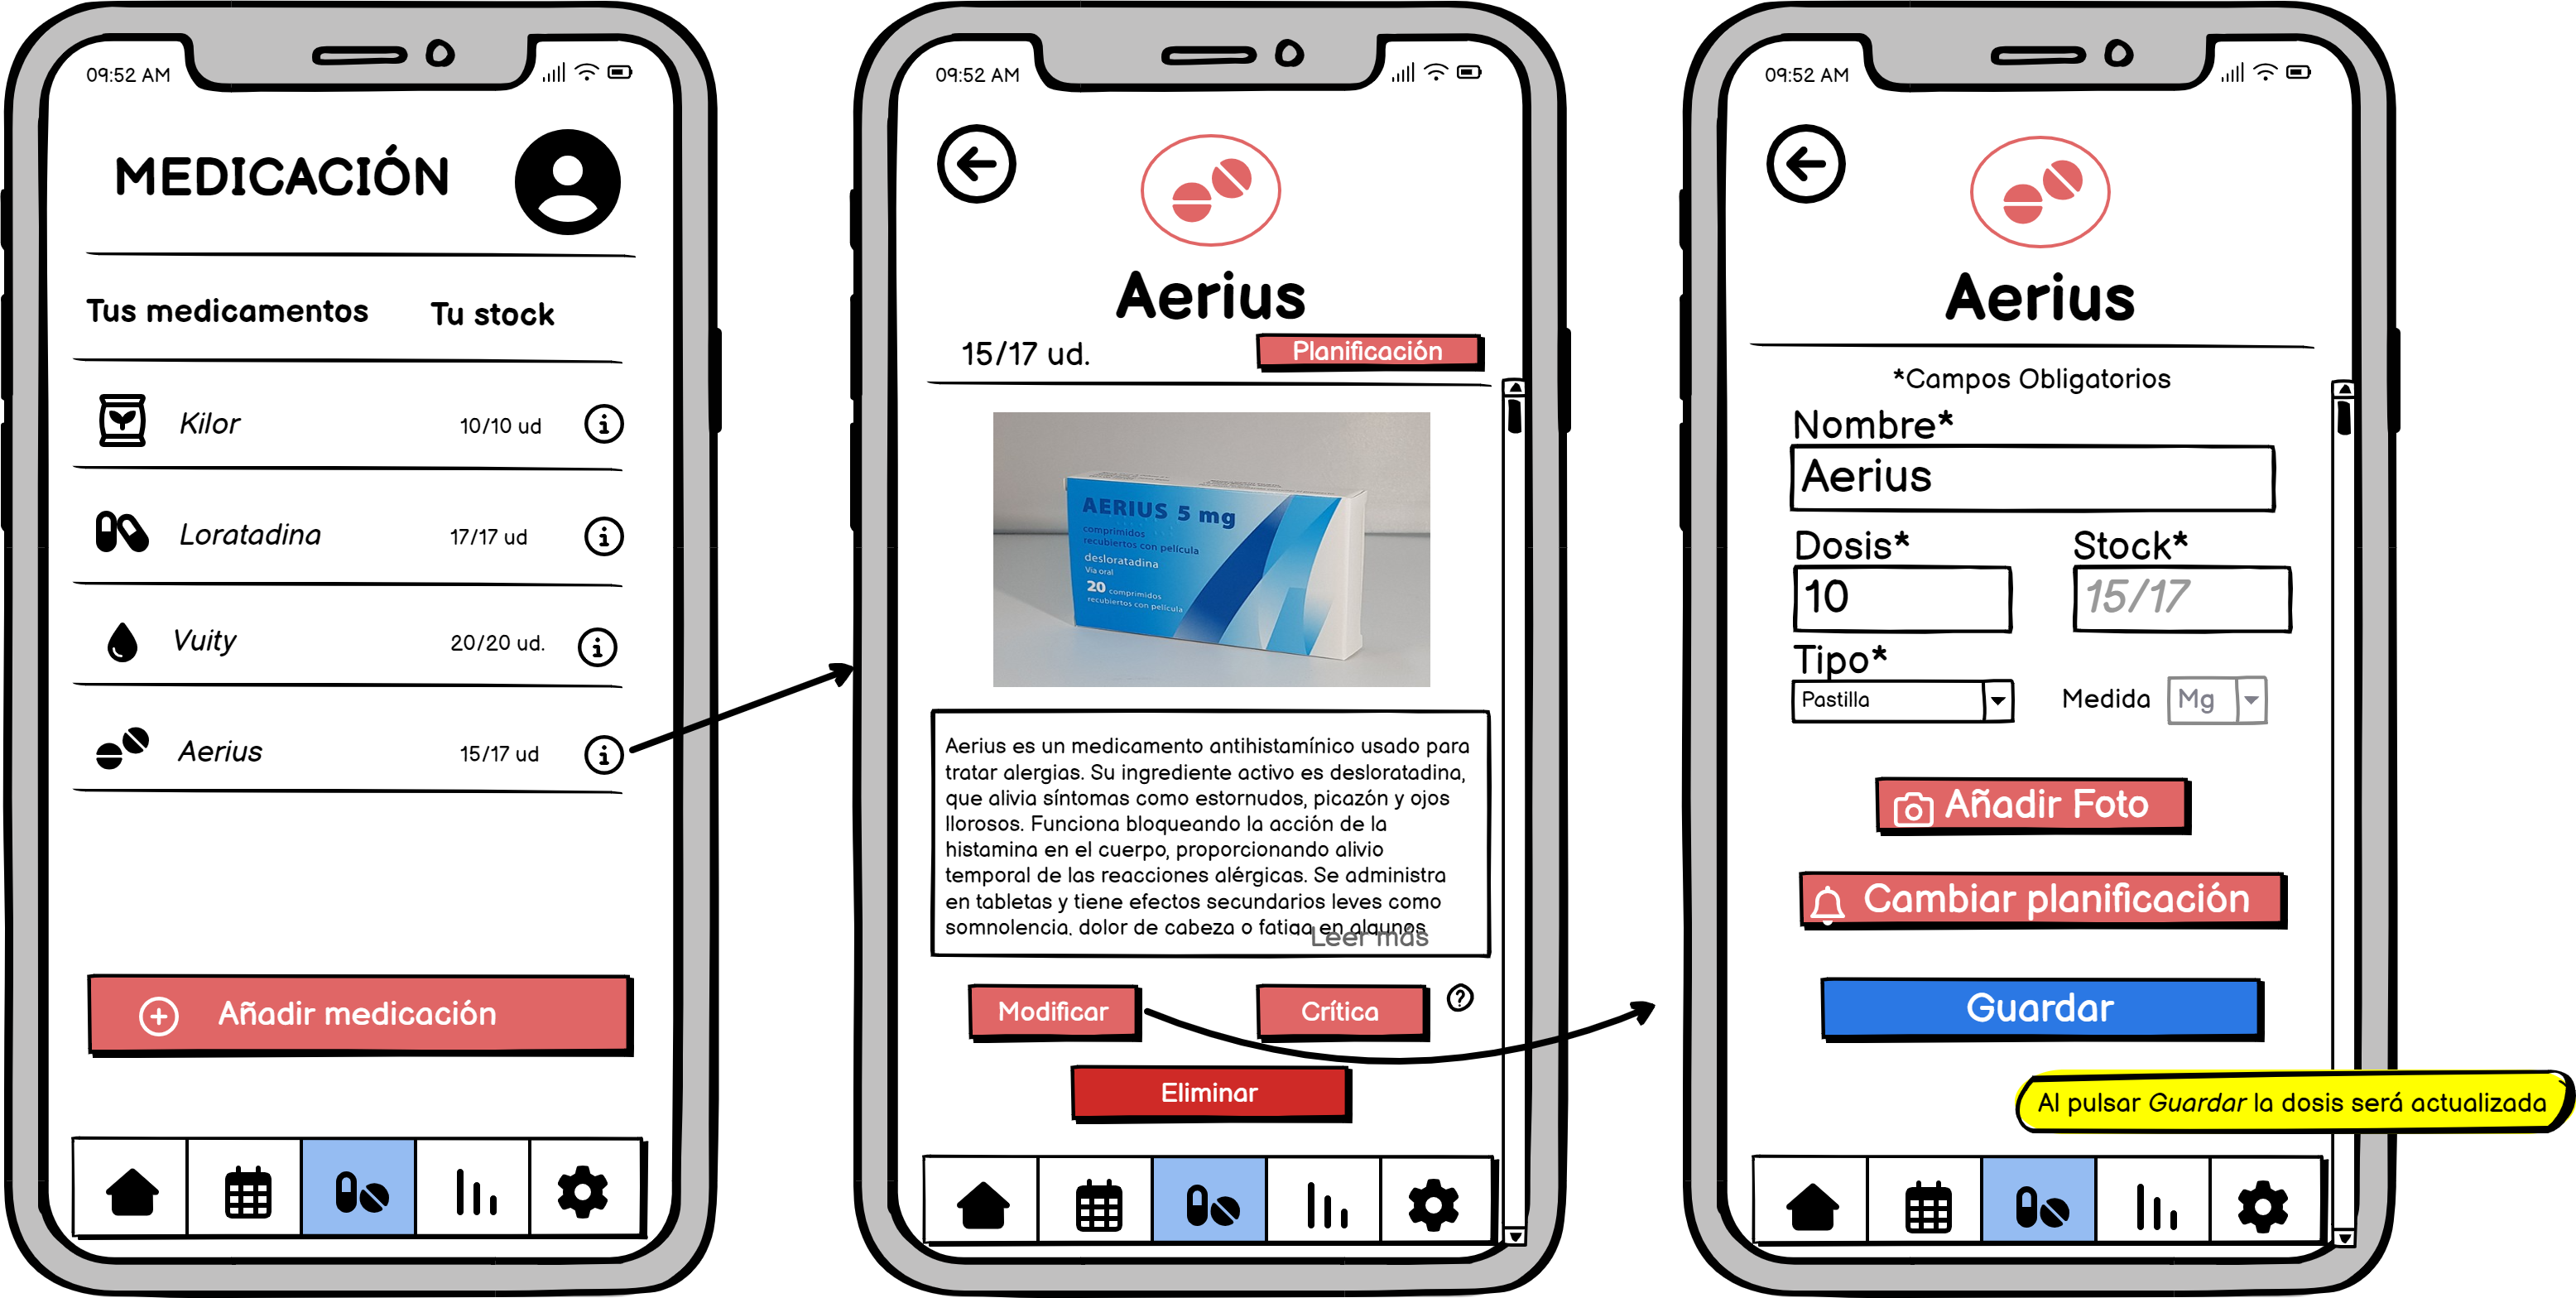 09:52 AM
MEDICACIÓN
Tus medicamentos Tu stock
Kilor 10/10 ud
Loratadina 17/17 ud
Vuity 20/20 ud.
Aerius 15/17 ud
Añadir medicación
09:52 AM
Aerius
15/17 ud. Planificación
AERIUS 5 mg
comprimidos
recubiertos con película
desloratadina
Vía oral
20 comprimidos
recubiertos con película
Aerius es un medicamento antihistamínico usado para
tratar alergias. Su ingrediente activo es desloratadina,
que alivia síntomas como estornudos, picazón y ojos
llorosos. Funciona bloqueando la acción de la
histamina en el cuerpo, proporcionando alivio
temporal de las reacciones alérgicas. Se administra
en tabletas y tiene efectos secundarios leves como
somnolencia, dolor de cabeza o fatiga en algunos
Leer más
Modificar Crítica ?
Eliminar
09:52 AM
Aerius
*Campos Obligatorios
Nombre*
Aerius
Dosis* Stock*
10 15/17
Tipo*
Pastilla Medida Mg
Añadir Foto
Cambiar planificación
Guardar
Al pulsar Guardar la dosis será actualizada